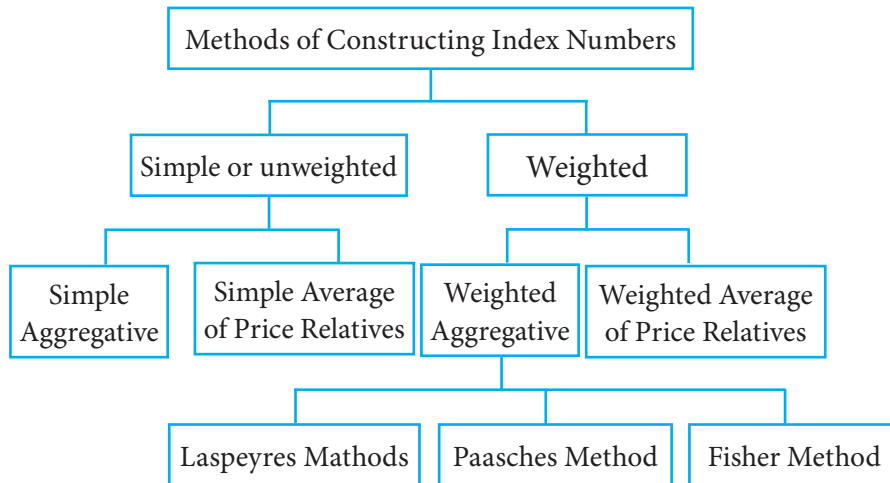 Methods of Constructing Index Numbers
Simple or unweighted
Weighted
Simple
Aggregative
Simple Average
of Price Relatives
Weighted
Aggregative
Weighted Average
of Price Relatives
Laspeyres Mathods
Paasches Method
Fisher Method